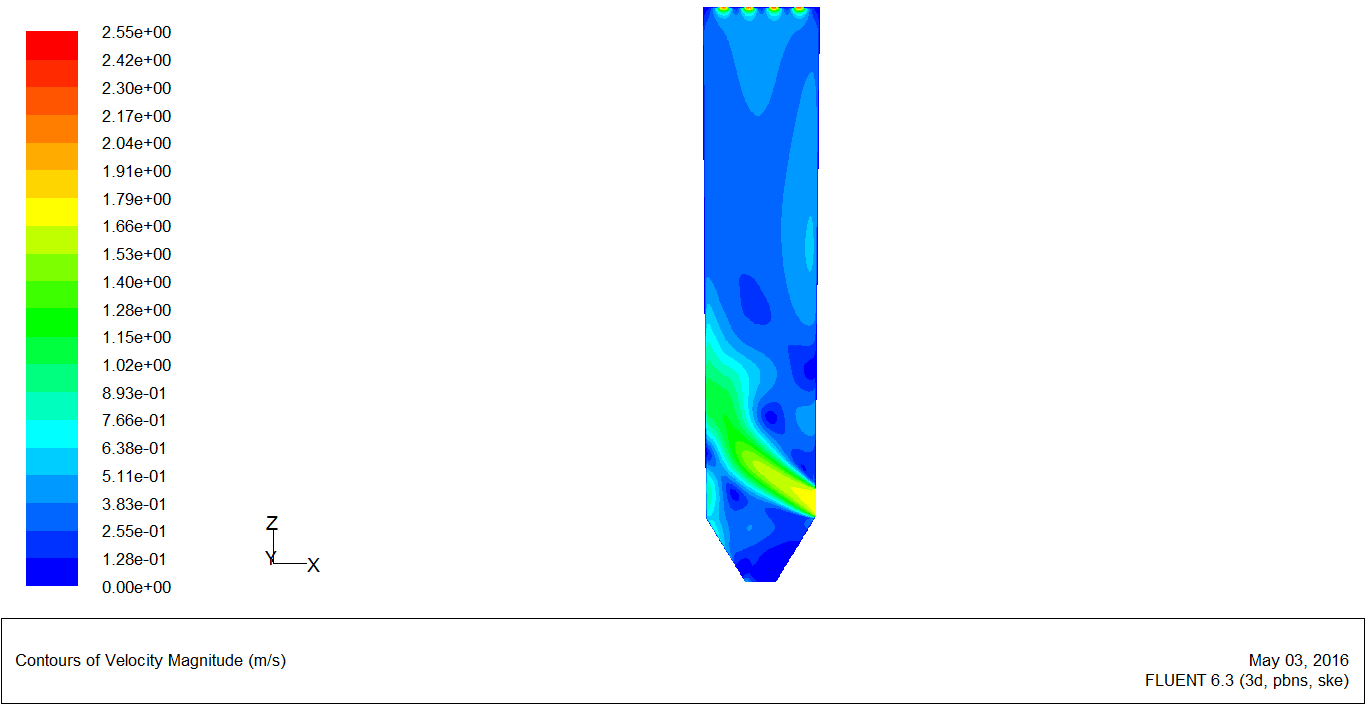 2.55e+00
2.42e+00
2.30e+00
2.17e+00
2.04e+00
1.91e+00
1.79e+00
1.66e+00
1.53e+00
1.40e+00
1.28e+00
1.15e+00
1.02e+00
8.93e-01
7.66e-01
6.38e-01
5.11e-01
3.83e-01
2.55e-01
1.28e-01
0.00e+00
Z
Y
X
Contours of Velocity Magnitude (m/s)
May 03, 2016
FLUENT 6.3 (3d, pbns, ske)